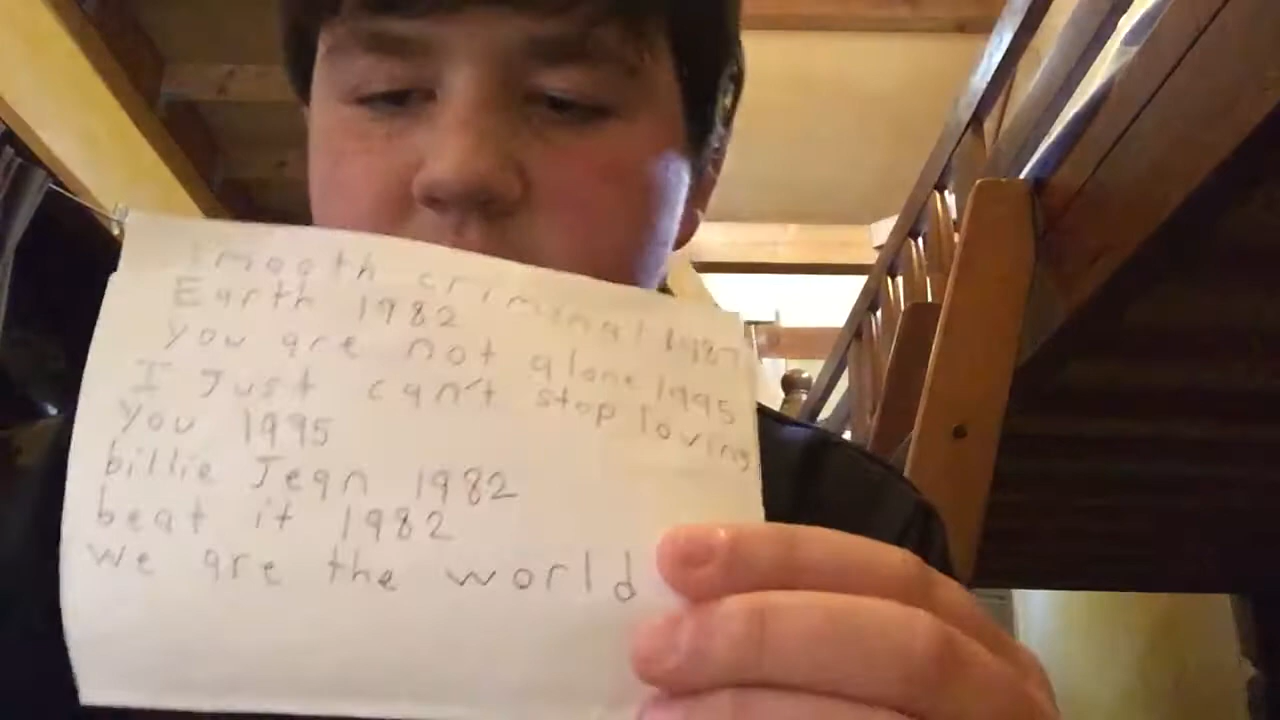 Smooth criminal 1987
Earth 1982
you are not alone 1995
I Just can't stop loving
you 1995
billie Jean 1982
beat it 1982
we are the world